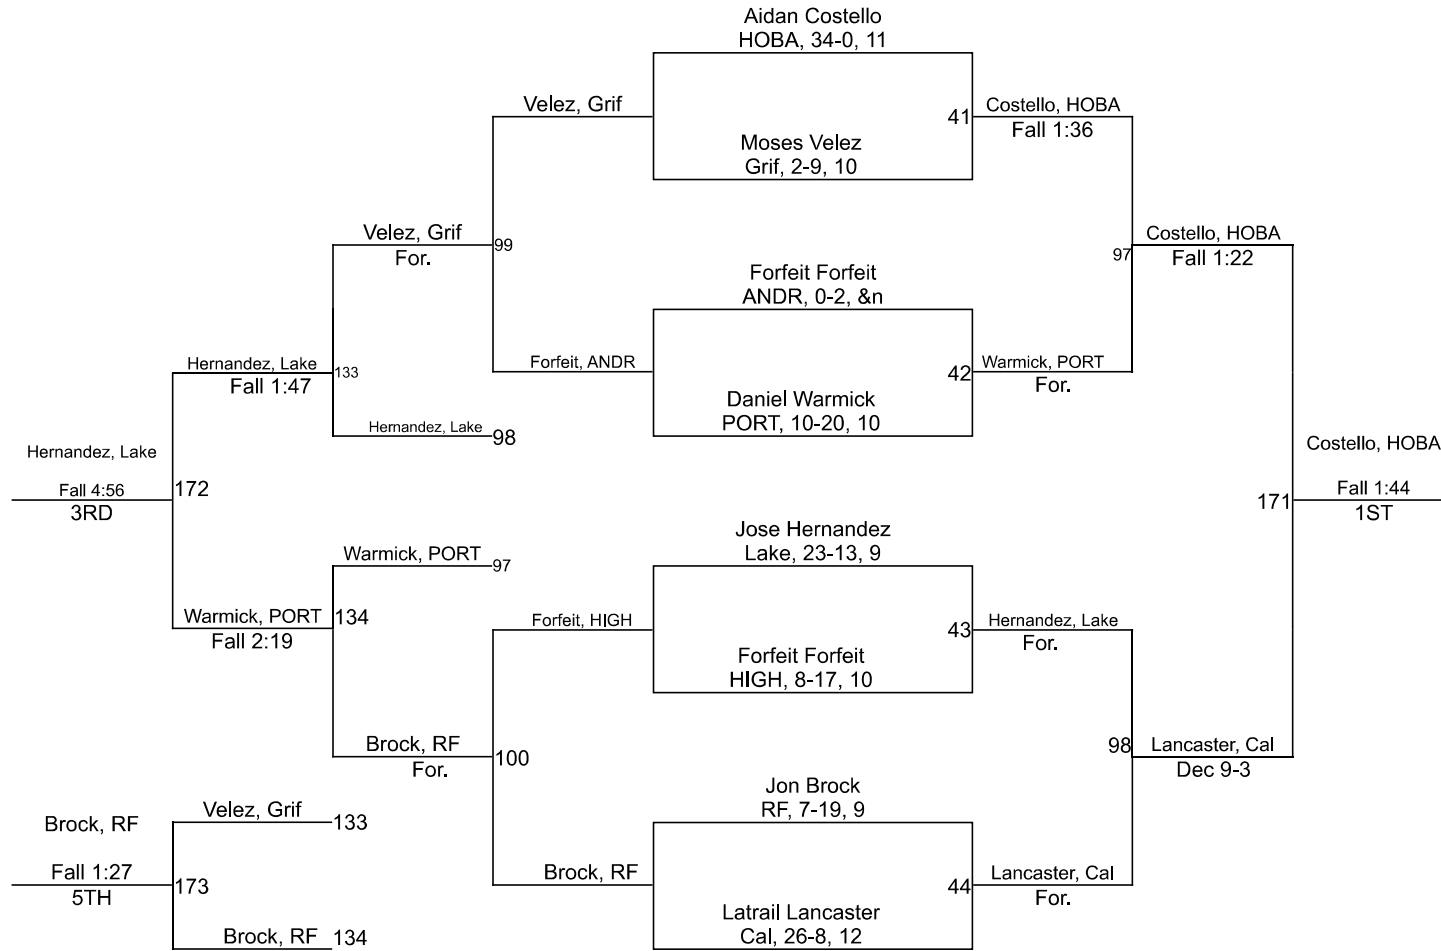 Aidan Costello
HOBA, 34-0, 11
Velez, Grif
41
Costello, HOBA
Fall 1:36
Moses Velez
Grif, 2-9, 10
Velez, Grif
For.
99
97
Costello, HOBA
Fall 1:22
Forfeit Forfeit
ANDR, 0-2, &n
Hernandez, Lake
Fall 1:47
133
Forfeit, ANDR
42
Warmick, PORT
For.
Daniel Warmick
PORT, 10-20, 10
Hernandez, Lake
98
Hernandez, Lake
Fall 4:56
3RD
172
Costello, HOBA
171
Fall 1:44
1ST
Jose Hernandez
Lake, 23-13, 9
Warmick, PORT
97
Warmick, PORT
Fall 2:19
134
Forfeit, HIGH
43
Hernandez, Lake
For.
Forfeit Forfeit
HIGH, 8-17, 10
Brock, RF
For.
100
98
Lancaster, Cal
Dec 9-3
Jon Brock
RF, 7-19, 9
Velez, Grif
133
Brock, RF
Fall 1:27
5TH
173
Brock, RF
44
Lancaster, Cal
For.
Latrail Lancaster
Cal, 26-8, 12
Brock, RF
134